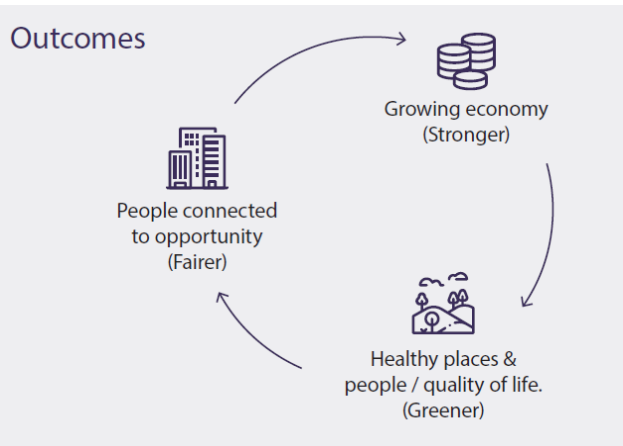 Outcomes
Growing economy
(Stronger)
People connected
to opportunity
(Fairer)
Healthy places &
people / quality of life.
(Greener)